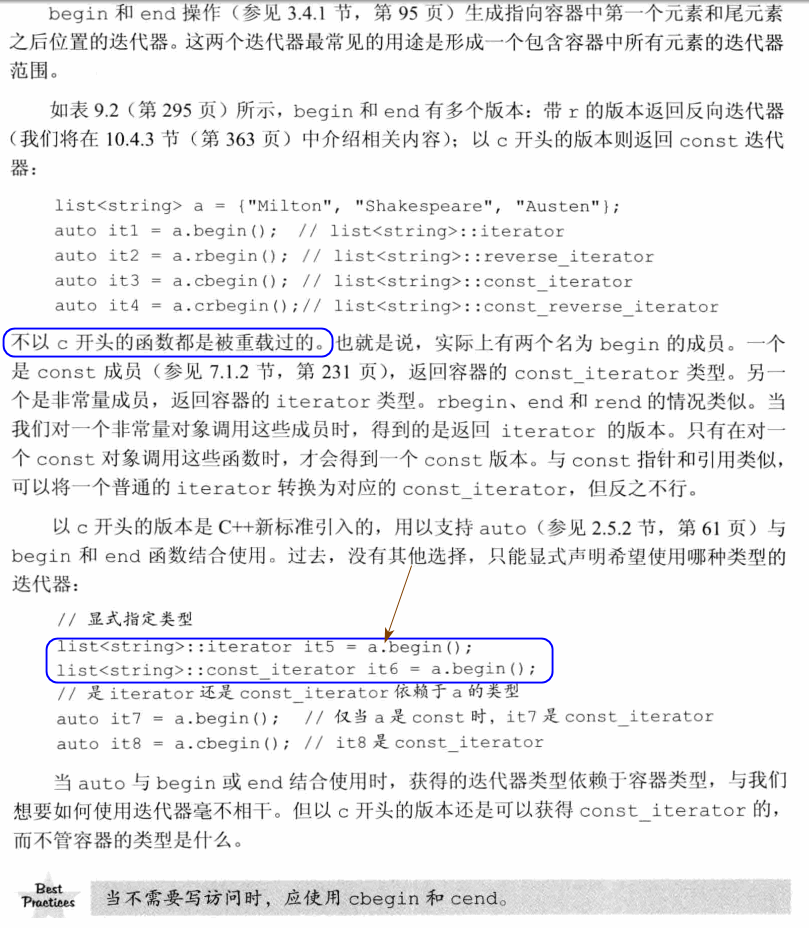 begin 和 end 操作（参见 3.4.1 节，第 95 页）生成指向容器中第一个元素和尾元素
之后位置的迭代器。这两个迭代器最常见的用途是形成一个包含容器中所有元素的迭代器
范围。
如表 9.2（第 295 页）所示，begin 和 end 有多个版本：带 r 的版本返回反向迭代器
（我们将在 10.4.3 节（第 363 页）中介绍相关内容）；以 c 开头的版本则返回 const 迭代
器：
list<string> a = {"Milton", "Shakespeare", "Austen"};
auto it1 = a.begin();  // list<string>::iterator
auto it2 = a.rbegin(); // list<string>::reverse_iterator
auto it3 = a.cbegin(); // list<string>::const_iterator
auto it4 = a.crbegin();// list<string>::const_reverse_iterator
不以 c 开头的函数都是被重载过的。也就是说，实际上有两个名为 begin 的成员。一个
是 const 成员（参见 7.1.2 节，第 231 页），返回容器的 const_iterator 类型。另一
个是非常量成员，返回容器的 iterator 类型。rbegin、end 和 rend 的情况类似。当
我们对一个非常量对象调用这些成员时，得到的是返回 iterator 的版本。只有在对一
个 const 对象调用这些函数时，才会得到一个 const 版本。与 const 指针和引用类似，
可以将一个普通的 iterator 转换为对应的 const_iterator，但反之不行。
以 c 开头的版本是 C++新标准引入的，用以支持 auto（参见 2.5.2 节，第 61 页）与
begin 和 end 函数结合使用。过去，没有其他选择，只能显式声明希望使用哪种类型的
迭代器：
// 显式指定类型
list<string>::iterator it5 = a.begin();
list<string>::const_iterator it6 = a.begin();
// 是 iterator 还是 const_iterator 依赖于 a 的类型
auto it7 = a.begin();  // 仅当 a 是 const 时，it7 是 const_iterator
auto it8 = a.cbegin(); // it8 是 const_iterator
当 auto 与 begin 或 end 结合使用时，获得的迭代器类型依赖于容器类型，与我们
想要如何使用迭代器毫不相干。但以 c 开头的版本还是可以获得 const_iterator 的，
而不管容器的类型是什么。
Best
Practices
当不需要写访问时，应使用 cbegin 和 cend。